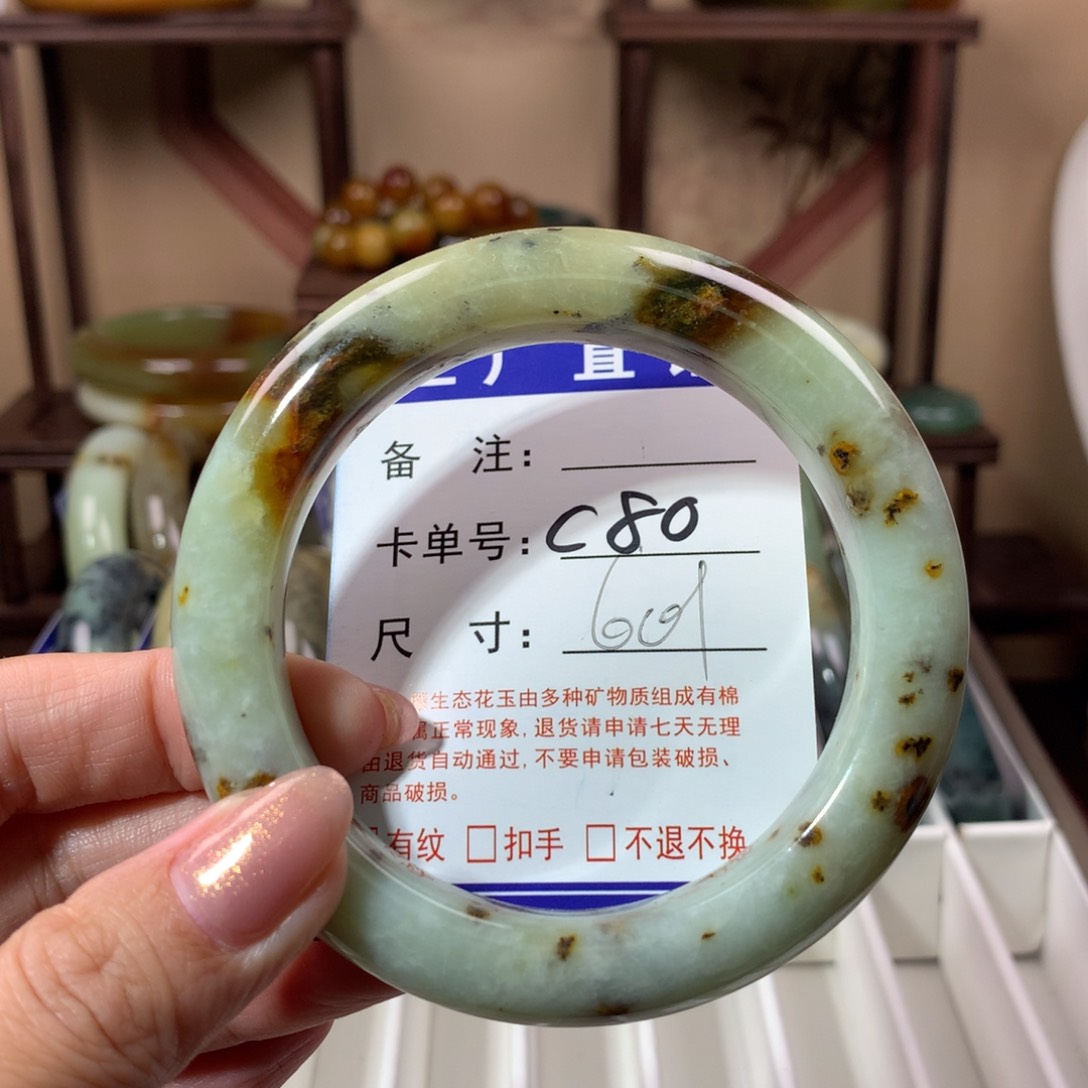 厂 直
备 注:
卡单号: C80
尺 寸:
生态花玉由多种矿物质组成有棉
属正常现象,退货请申请七天无理
由退货自动通过,不要申请包装破损、
商品破损。
有纹 □扣手 □不退不换